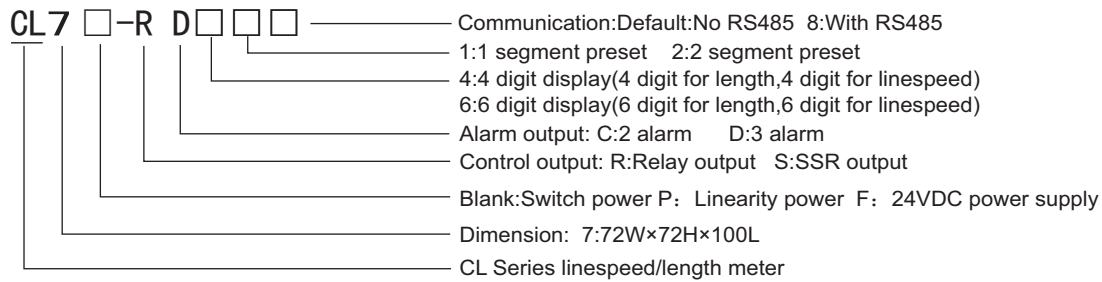 CL7 □-R D□□□
Communication:Default:No RS485 8:With RS485
1:1 segment preset 2:2 segment preset
4:4 digit display(4 digit for length,4 digit for linespeed)
6:6 digit display(6 digit for length,6 digit for linespeed)
Alarm output: C:2 alarm D:3 alarm
Control output: R:Relay output S:SSR output
Blank:Switch power P：Linearity power F：24VDC power supply
Dimension: 7:72W×72H×100L
CL Series linespeed/length meter